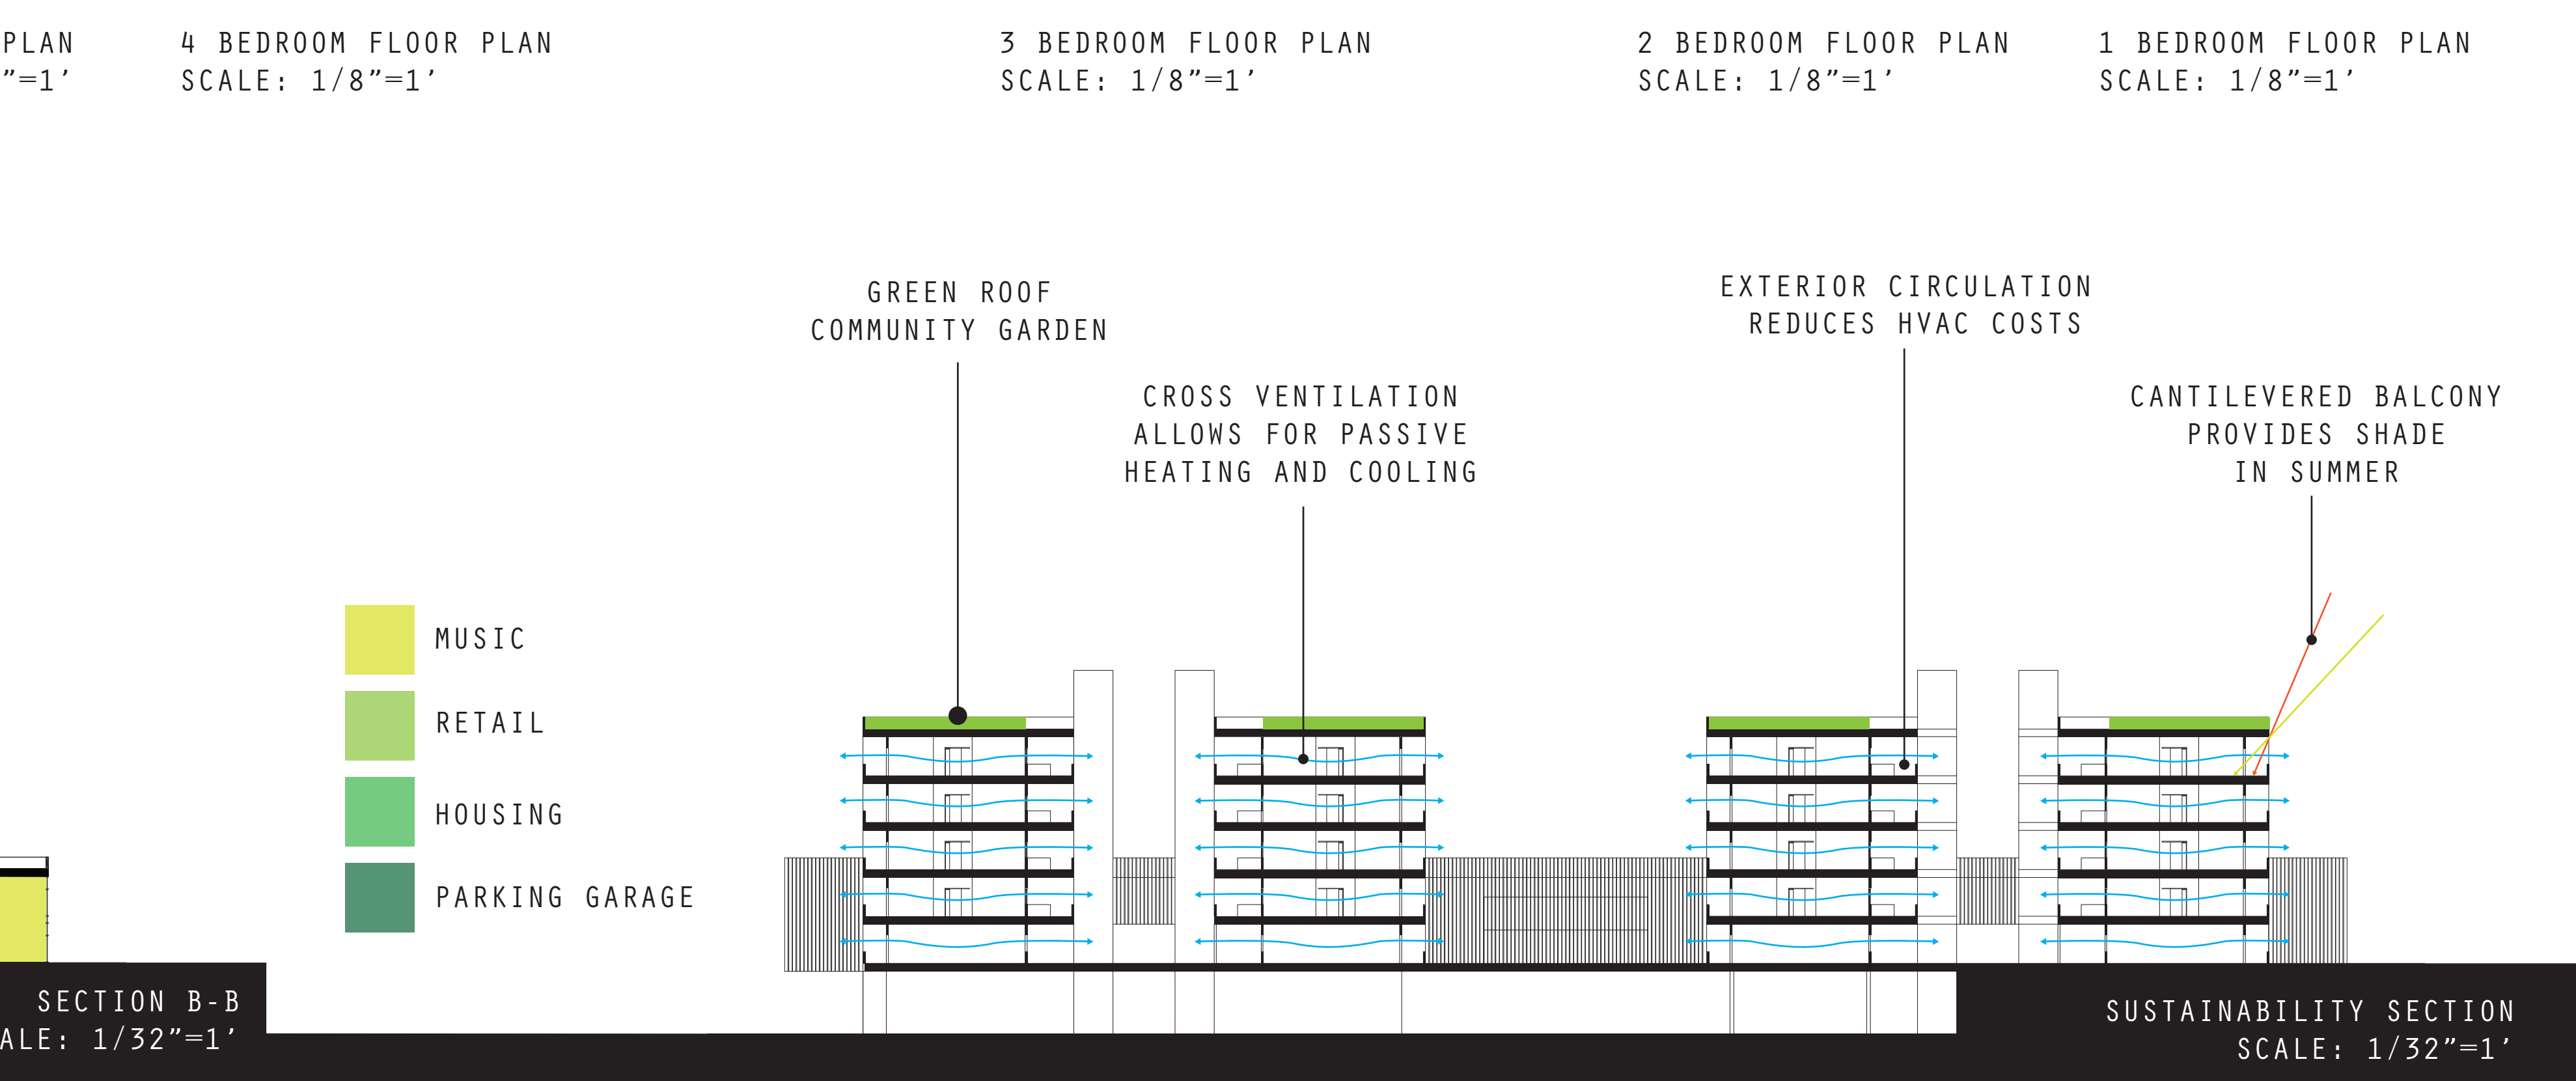 PLAN
”=1’
4 BEDROOM FLOOR PLAN
SCALE: 1/8”=1’
3 BEDROOM FLOOR PLAN
SCALE: 1/8”=1’
2 BEDROOM FLOOR PLAN
SCALE: 1/8”=1’
1 BEDROOM FLOOR PLAN
SCALE: 1/8”=1’
GREEN ROOF
COMMUNITY GARDEN
CROSS VENTILATION
ALLOWS FOR PASSIVE
HEATING AND COOLING
EXTERIOR CIRCULATION
REDUCES HVAC COSTS
CANTILEVERED BALCONY
PROVIDES SHADE
IN SUMMER
MUSIC
RETAIL
HOUSING
PARKING GARAGE
SECTION B-B
ALE: 1/32”=1’
SUSTAINABILITY SECTION
SCALE: 1/32”=1’